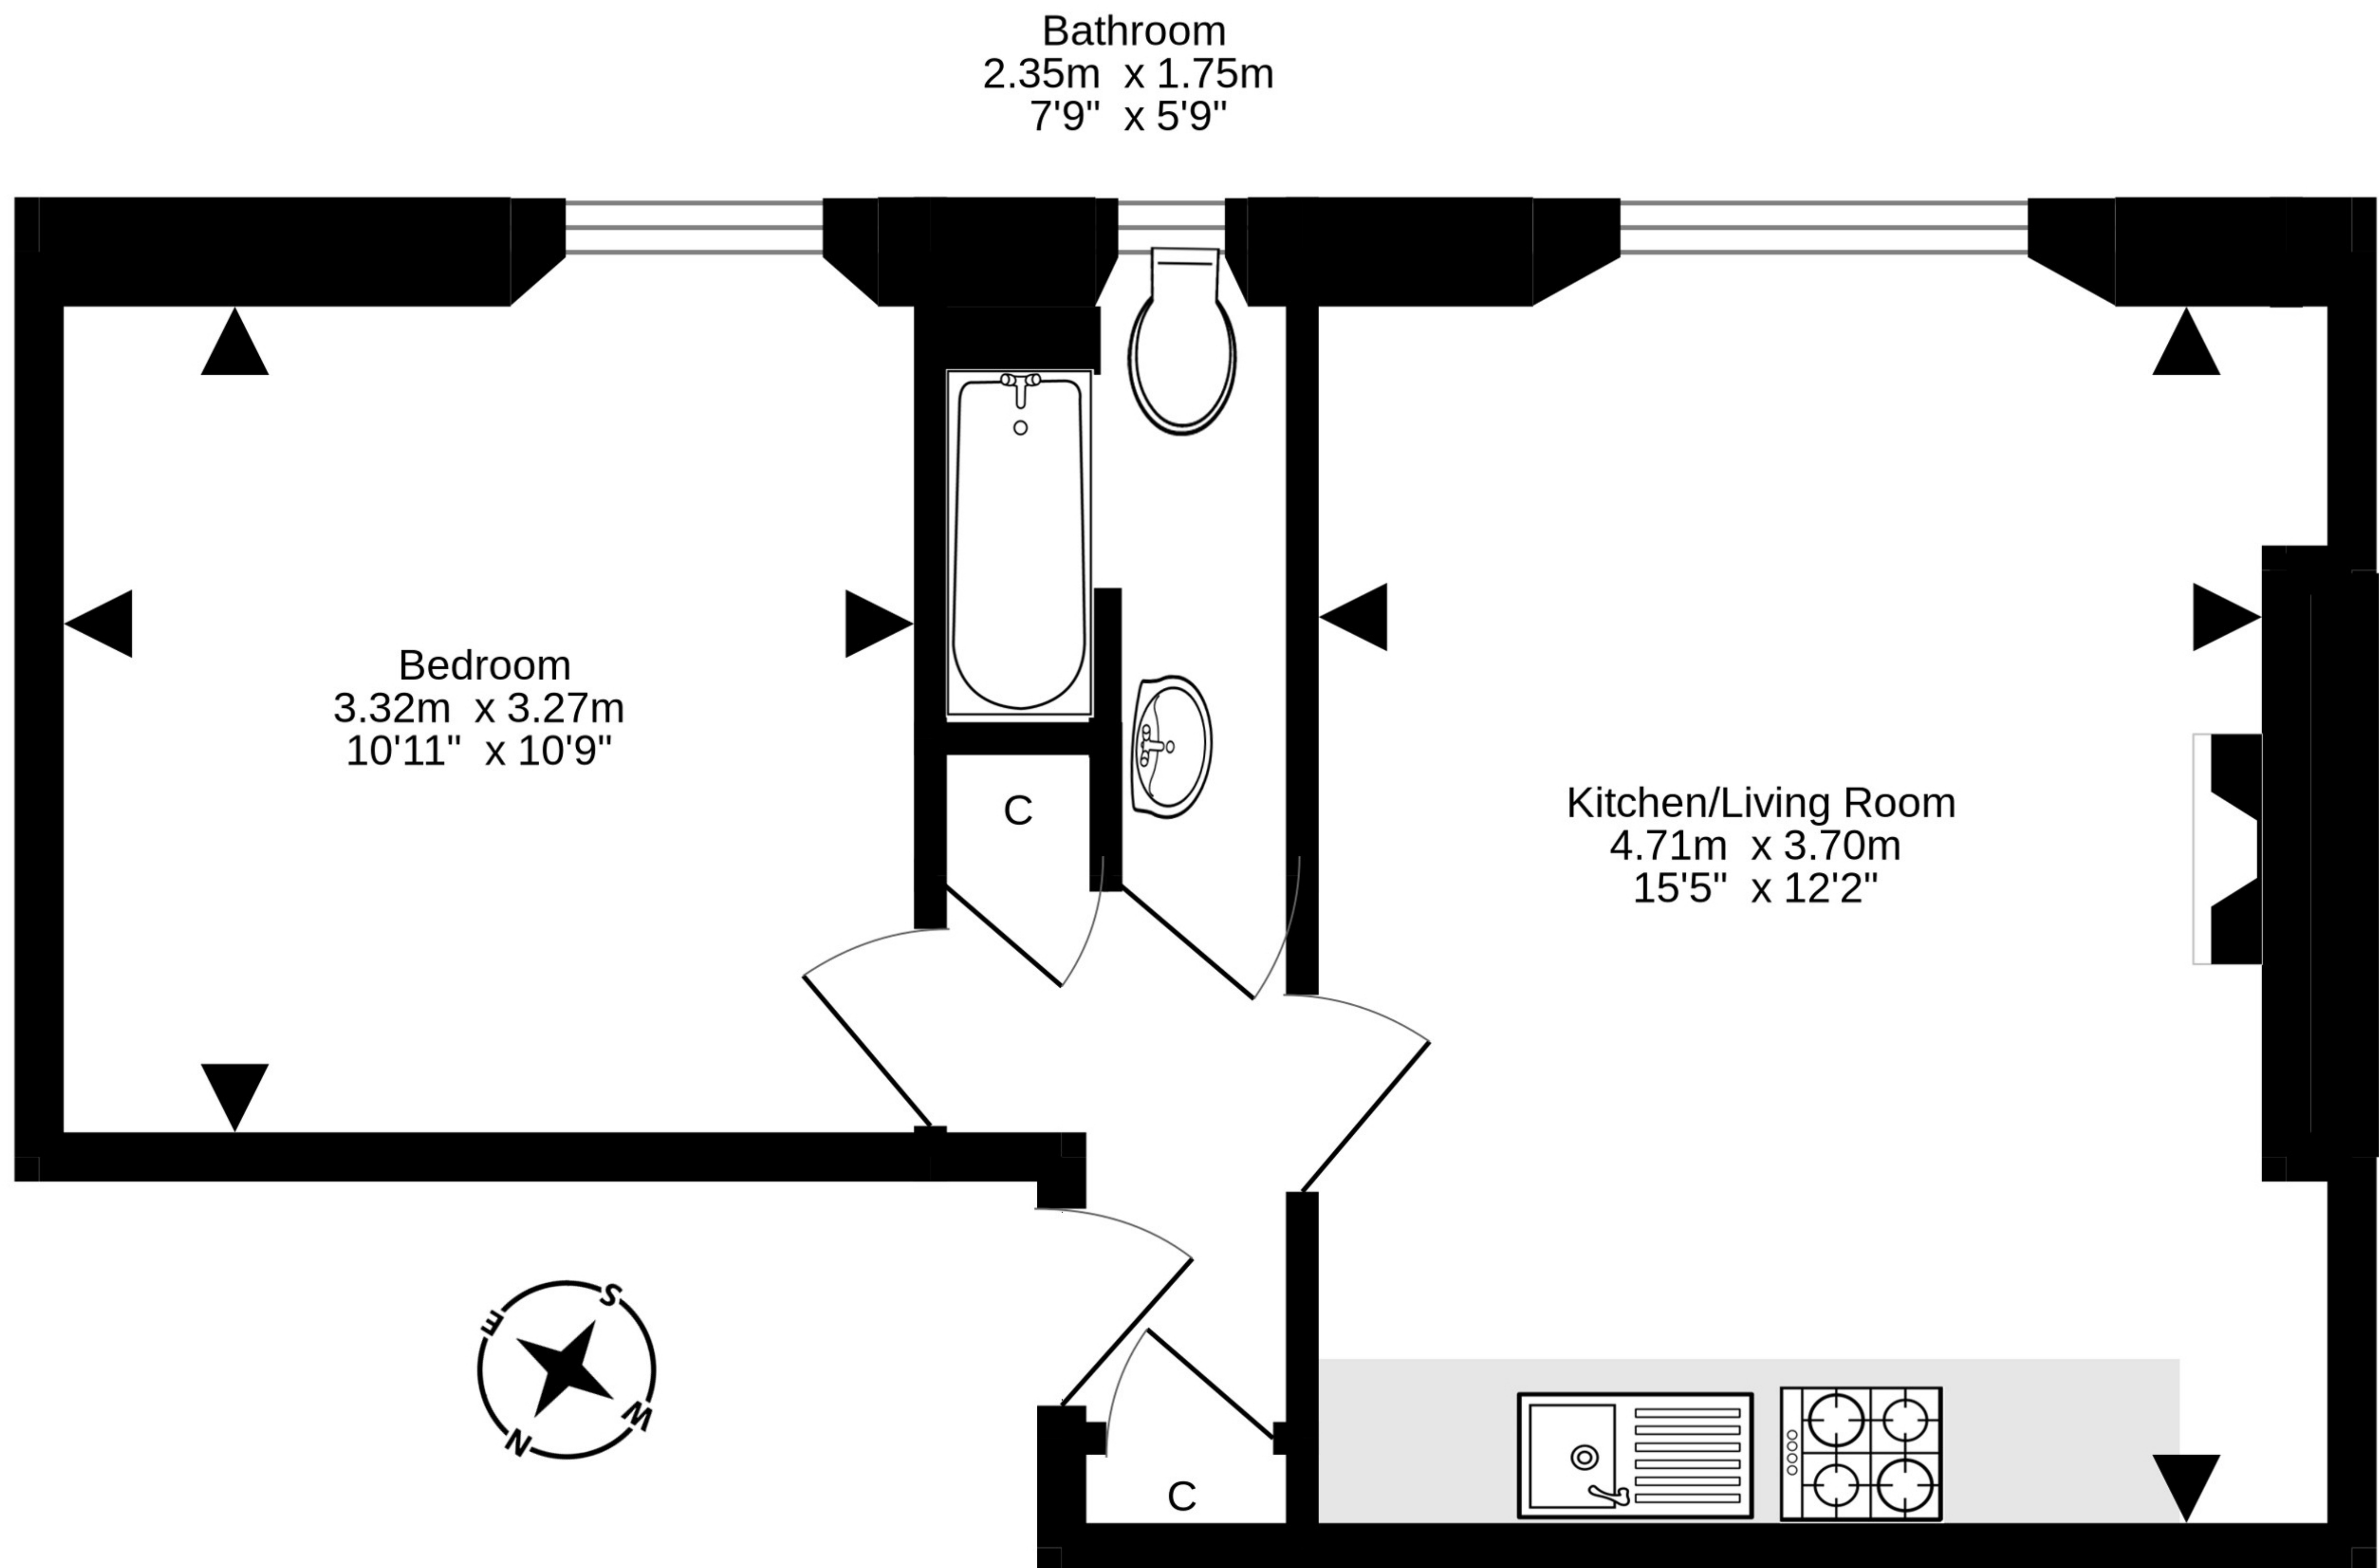 Bathroom
2.35m x 1.75m
7'9" x 5'9"
Bedroom
3.32m x 3.27m
10'11" x 10'9"
C
Kitchen/Living Room
4.71m x 3.70m
15'5" x 12'2"
S
E
W
N
C